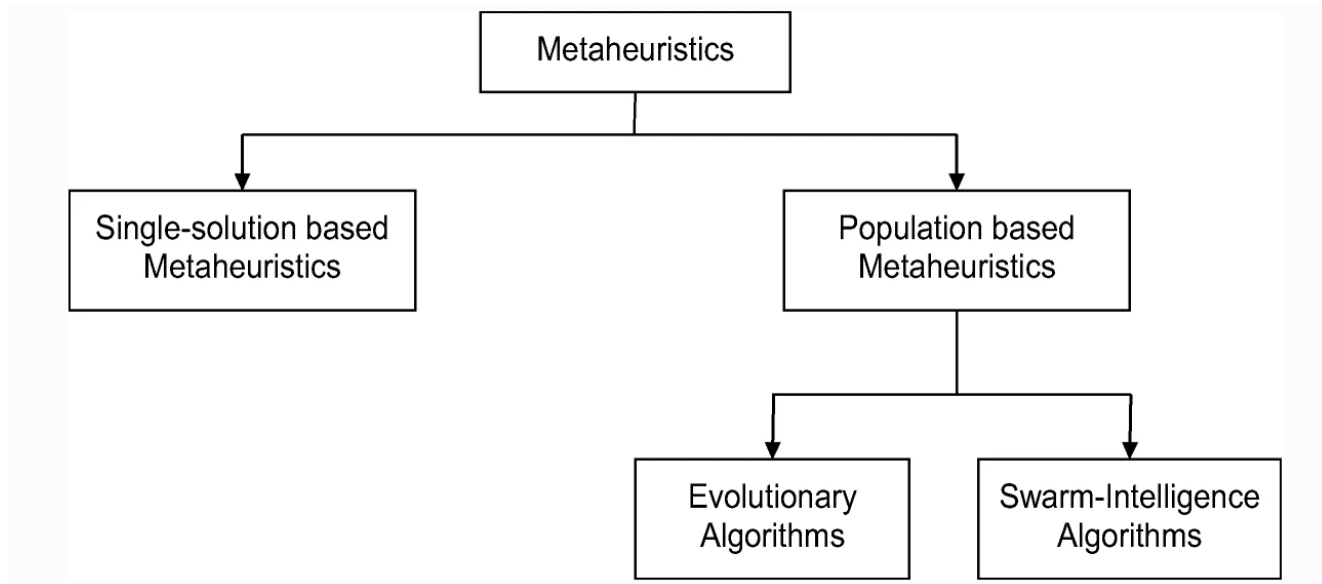 Metaheuristics
Single-solution based
Metaheuristics
Population based
Metaheuristics
Evolutionary
Algorithms
Swarm-Intelligence
Algorithms